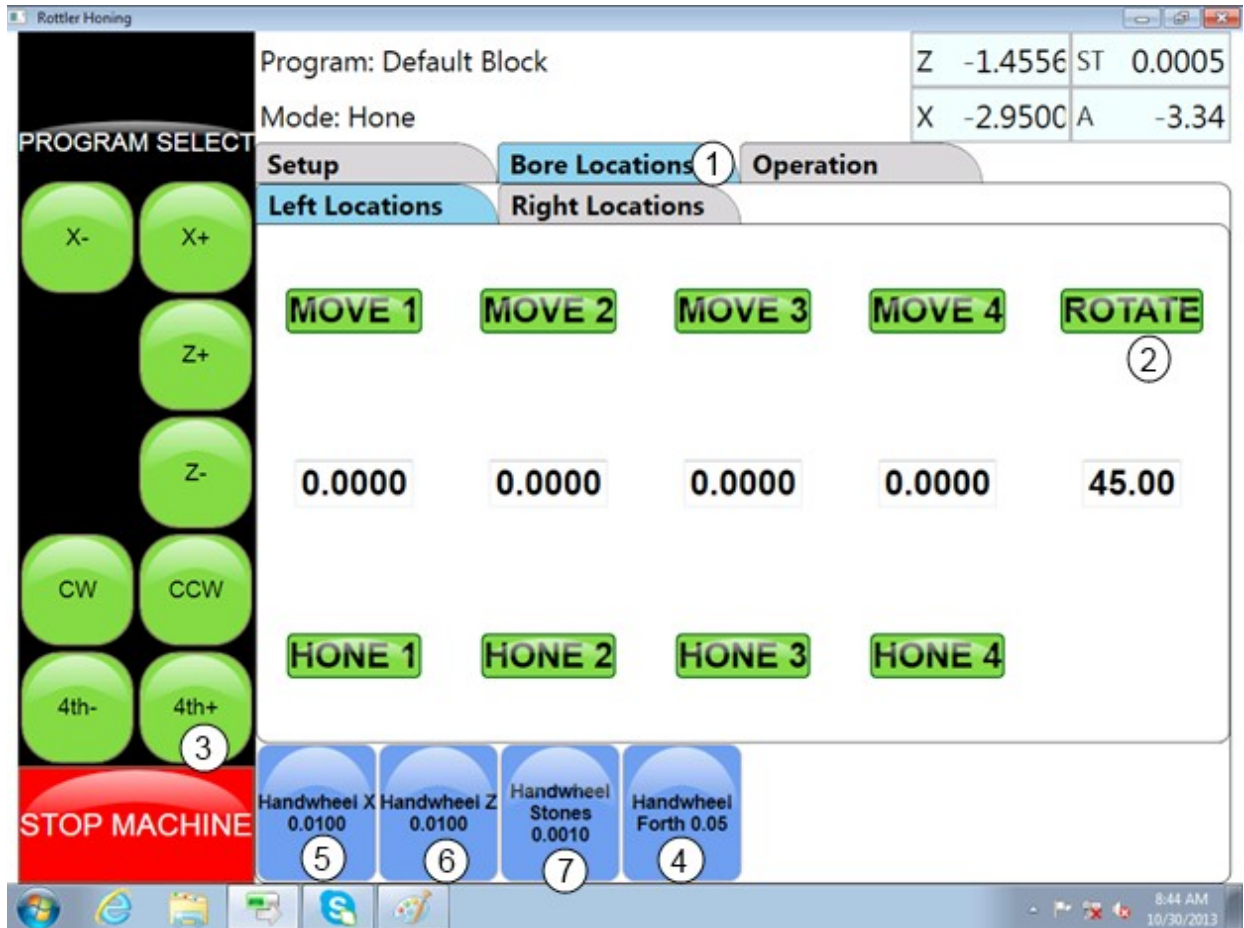 Rottler Honing
Program: Default Block
Z -1.4556 ST 0.0005
Mode: Hone
X -2.9500 A -3.34
PROGRAM SELECT
Setup Bore Locations 1 Operation
Left Locations Right Locations
X- X+
MOVE 1 MOVE 2 MOVE 3 MOVE 4 ROTATE
2
Z+
Z-
0.0000 0.0000 0.0000 0.0000 45.00
CW CCW
HONE 1 HONE 2 HONE 3 HONE 4
4th- 4th+
3
STOP MACHINE
Handwheel X
0.0100
5
Handwheel Z
0.0100
6
Handwheel
Stones
0.0010
7
Handwheel
Forth 0.05
4
8:44 AM
10/30/2013